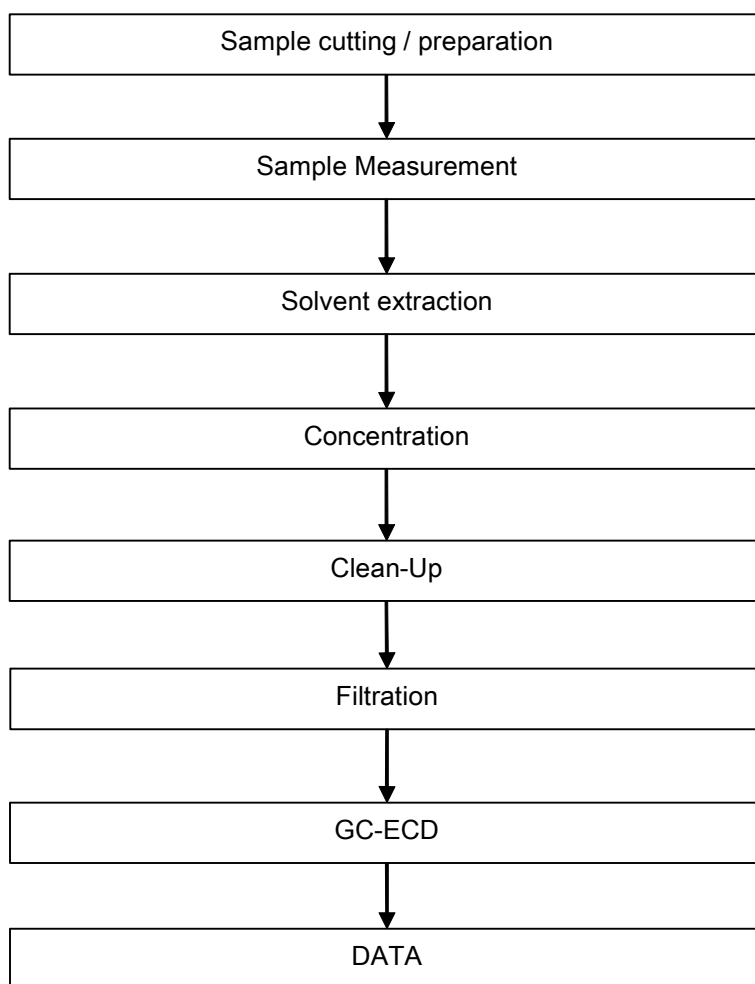 Sample cutting / preparation
Sample Measurement
Solvent extraction
Concentration
Clean-Up
Filtration
GC-ECD
DATA